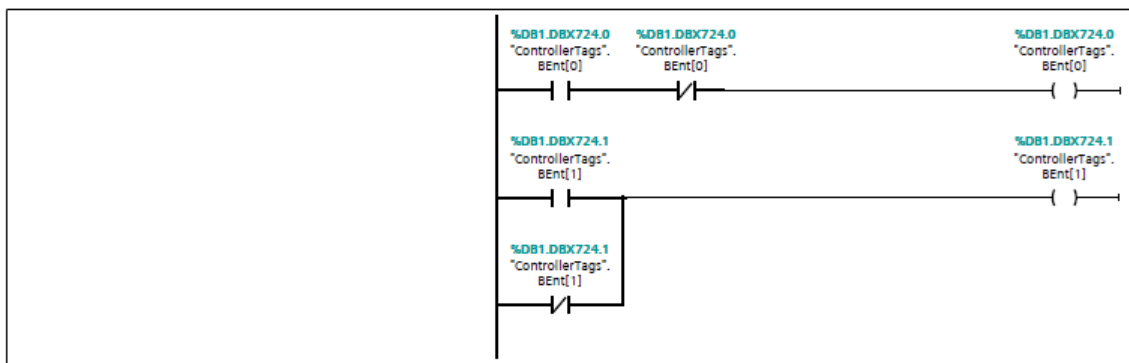 %DB1.DBX724.0
"ControllerTags".
BEnt[0]
%DB1.DBX724.0
"ControllerTags".
BEnt[0]
%DB1.DBX724.0
"ControllerTags".
BEnt[0]
%DB1.DBX724.1
"ControllerTags".
BEnt[1]
%DB1.DBX724.1
"ControllerTags".
BEnt[1]
%DB1.DBX724.1
"ControllerTags".
BEnt[1]